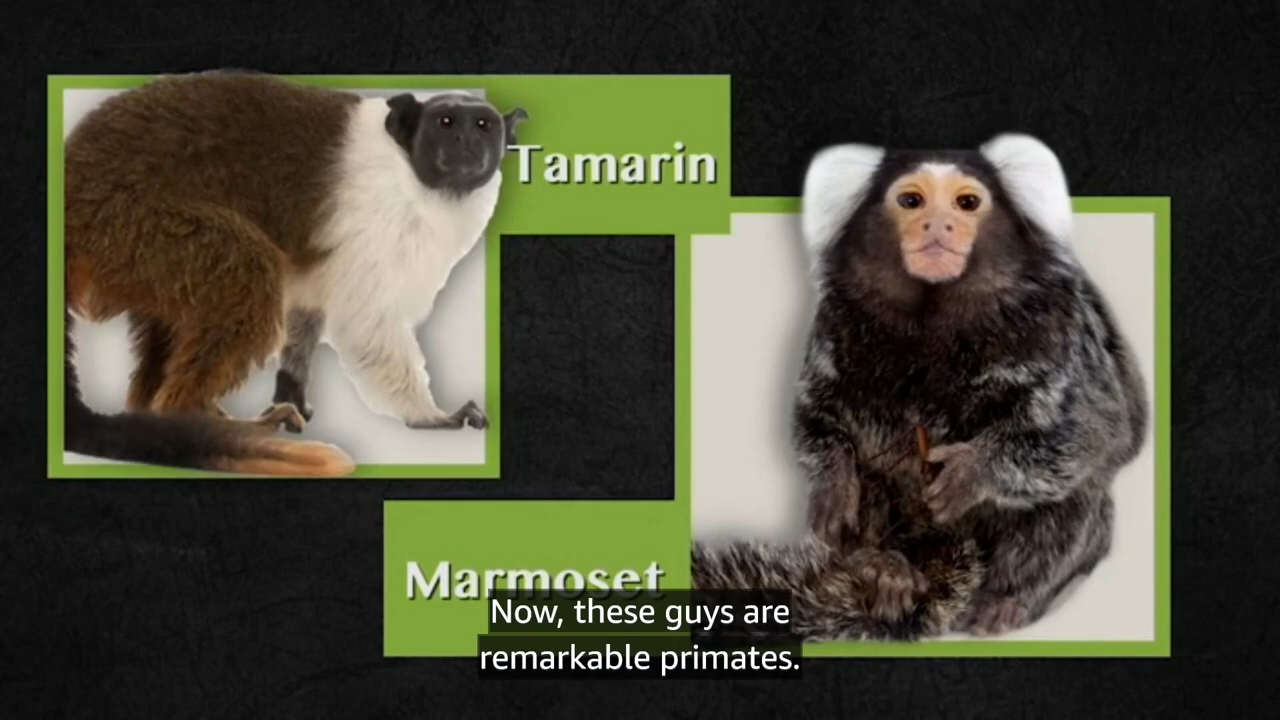 Tamarin
Marmoset
Now, these guys are
remarkable primates.